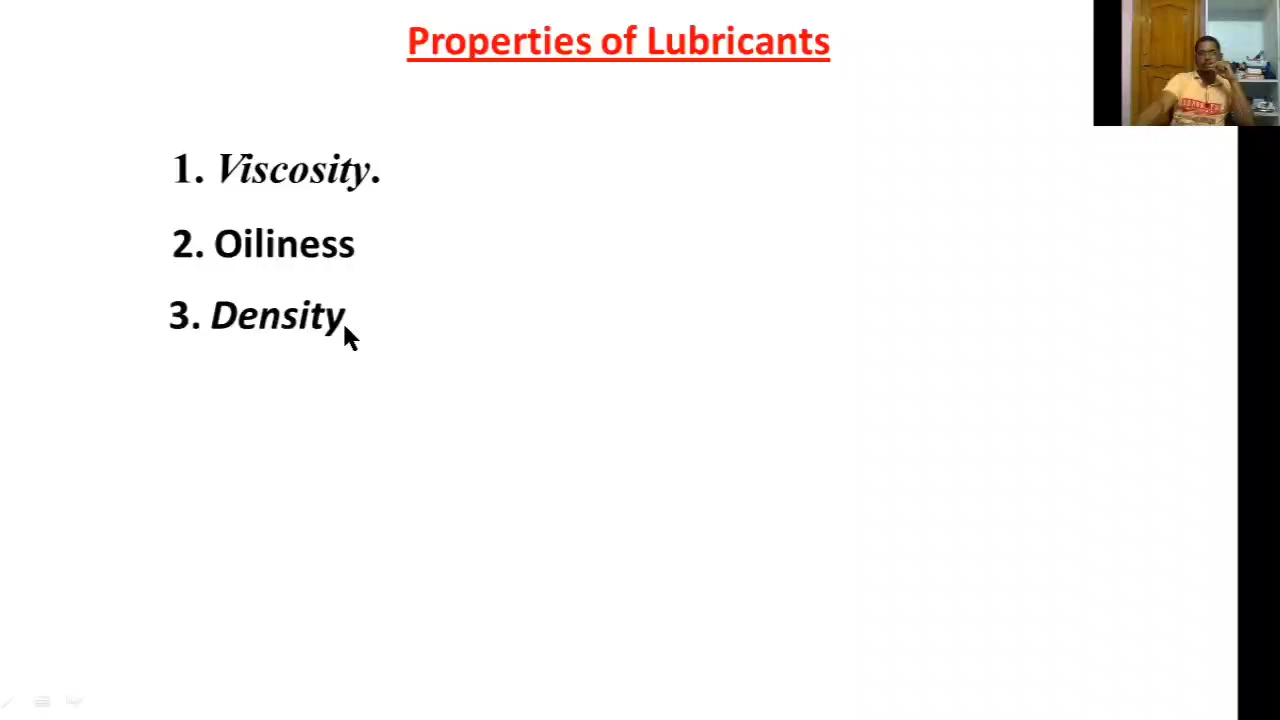 Properties of Lubricants
1. Viscosity.
2. Oiliness
3. Density